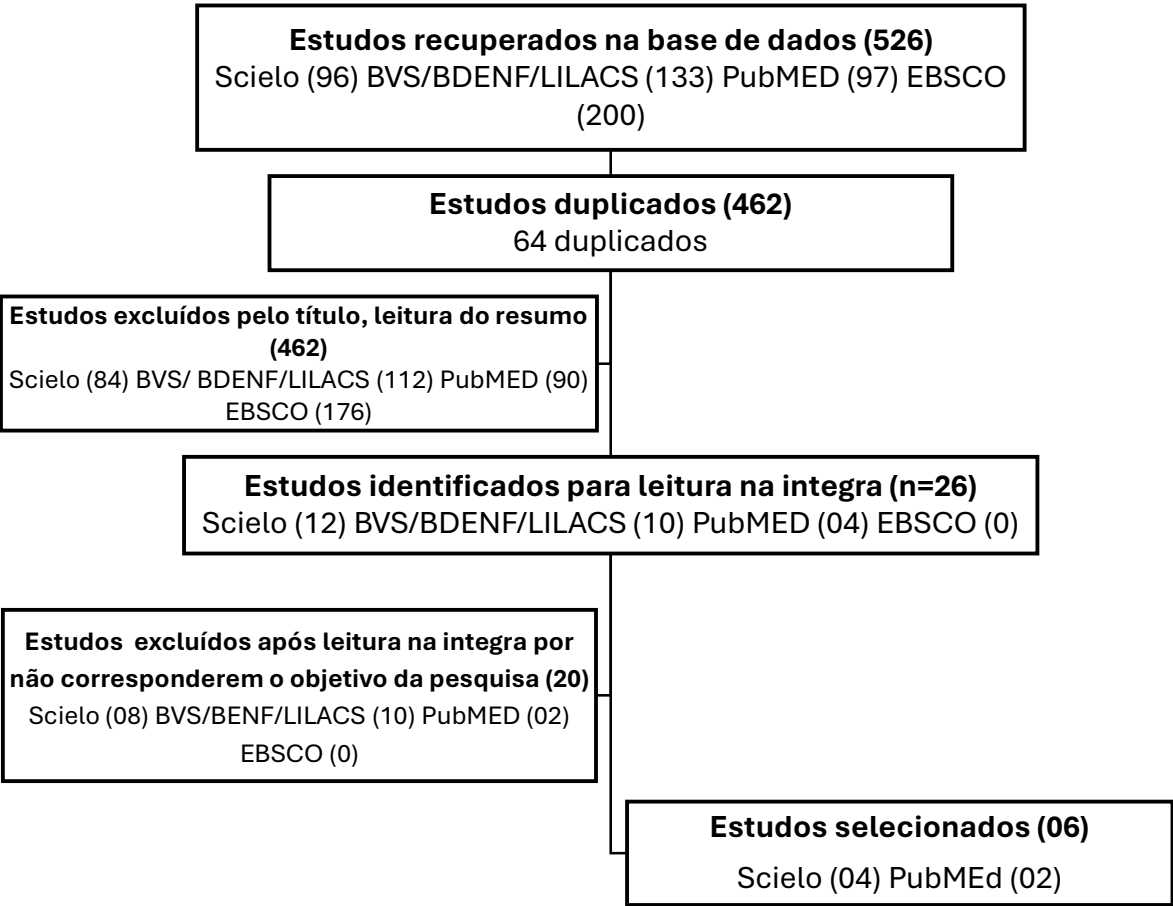 Estudos recuperados na base de dados (526)
Scielo (96) BVS/BDENF/LILACS (133) PubMED (97) EBSCO
(200)
Estudos duplicados (462)
64 duplicados
Estudos excluídos pelo título, leitura do resumo
(462)
Scielo (84) BVS/ BDENF/LILACS (112) PubMED (90)
EBSCO (176)
Estudos identificados para leitura na integra (n=26)
Scielo (12) BVS/BDENF/LILACS (10) PubMED (04) EBSCO (0)
Estudos excluídos após leitura na integra por
não corresponderem o objetivo da pesquisa (20)
Scielo (08) BVS/BENF/LILACS (10) PubMED (02)
EBSCO (0)
Estudos selecionados (06)
Scielo (04) PubMEd (02)